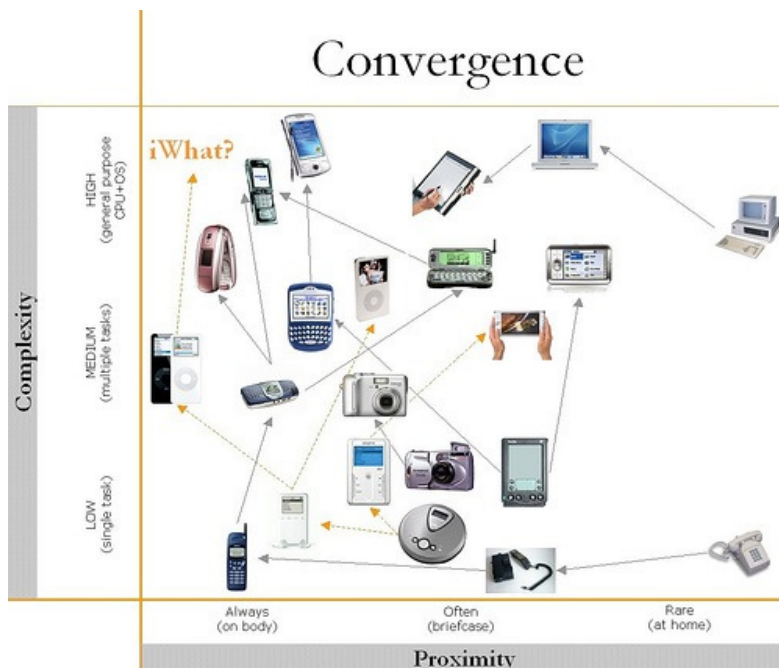 Convergence
iWhat?
Complexity
HIGH
(general purpose
CPU+OS)
MEDIUM
(multiple tasks)
LOW
(single task)
Always
(on body)
Often
(briefcase)
Rare
(at home)
Proximity